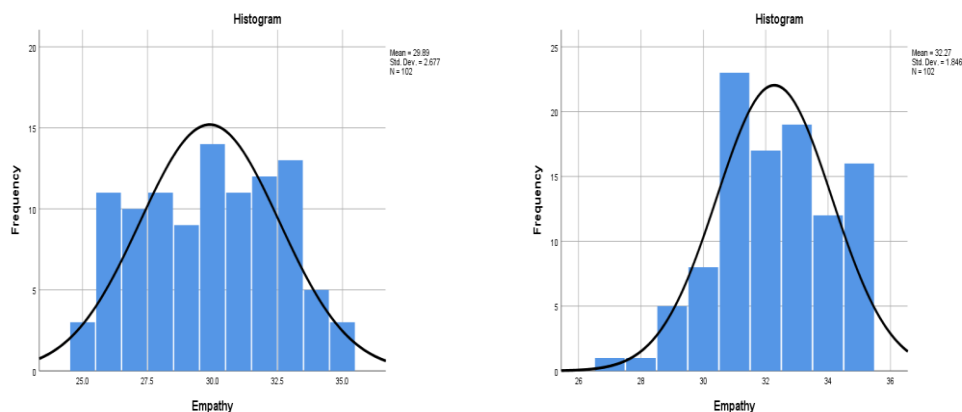 Histogram
Mean = 29.89
Std. Dev. = 2.677
N = 102
20
15
10
5
0
Frequency
25.0 27.5 30.0 32.5 35.0
Empathy
Histogram
Mean = 32.27
Std. Dev. = 1.846
N = 102
25
20
15
10
5
0
Frequency
26 28 30 32 34 36
Empathy